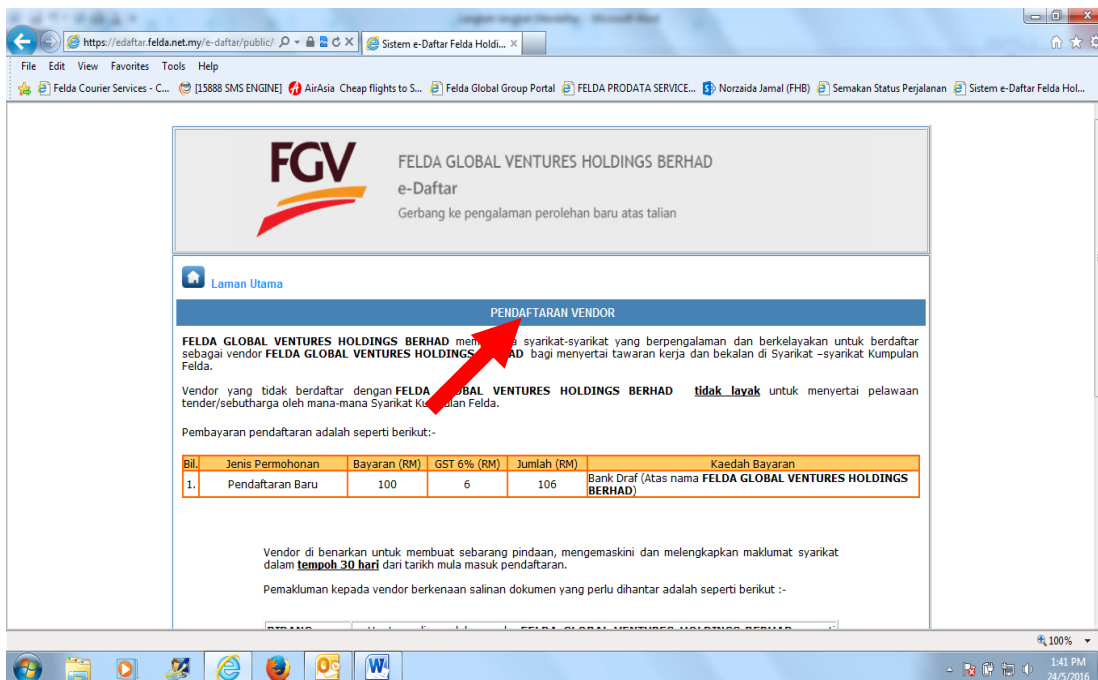 https://edaftar.felda.net.my/e-daftar/public/
Sistem e-Daftar Felda Holdi...
File Edit View Favorites Tools Help
Felda Courier Services - C... [15888 SMS ENGINE] AirAsia Cheap flights to S... Felda Global Group Portal FELDA PRODATA SERVICE... Norzaida Jamal (FHB) Semakan Status Perjalanan Sistem e-Daftar Felda Hol...
FGV
FELDA GLOBAL VENTURES HOLDINGS BERHAD
e-Daftar
Gerbang ke pengalaman perolehan baru atas talian
Laman Utama
PENDAFTARAN VENDOR
FELDA GLOBAL VENTURES HOLDINGS BERHAD syarikat-syarikat yang berpengalaman dan berkelayakan untuk berdaftar
sebagai vendor FELDA GLOBAL VENTURES HOLDINGS bagi menyertai tawaran kerja dan bekalan di Syarikat –syarikat Kumpulan
Felda.
Vendor yang tidak berdaftar dengan FELDA VENTURES HOLDINGS BERHAD tidak layak untuk menyertai pelawaan
tender/sebutharga oleh mana-mana Syarikat Kumpulan Felda.
Pembayaran pendaftaran adalah seperti berikut:-
Bil. Jenis Permohonan Bayaran (RM) GST 6% (RM) Jumlah (RM) Kaedah Bayaran
1. Pendaftaran Baru 100 6 106 Bank Draf (Atas nama FELDA GLOBAL VENTURES HOLDINGS
BERHAD)
Vendor di benarkan untuk membuat sebarang pindaan, mengemaskini dan melengkapkan maklumat syarikat
dalam tempoh 30 hari dari tarikh mula masuk pendaftaran.
Pemakluman kepada vendor berkenaan salinan dokumen yang perlu dihantar adalah seperti berikut :-
100%
1:41 PM
24/5/2016